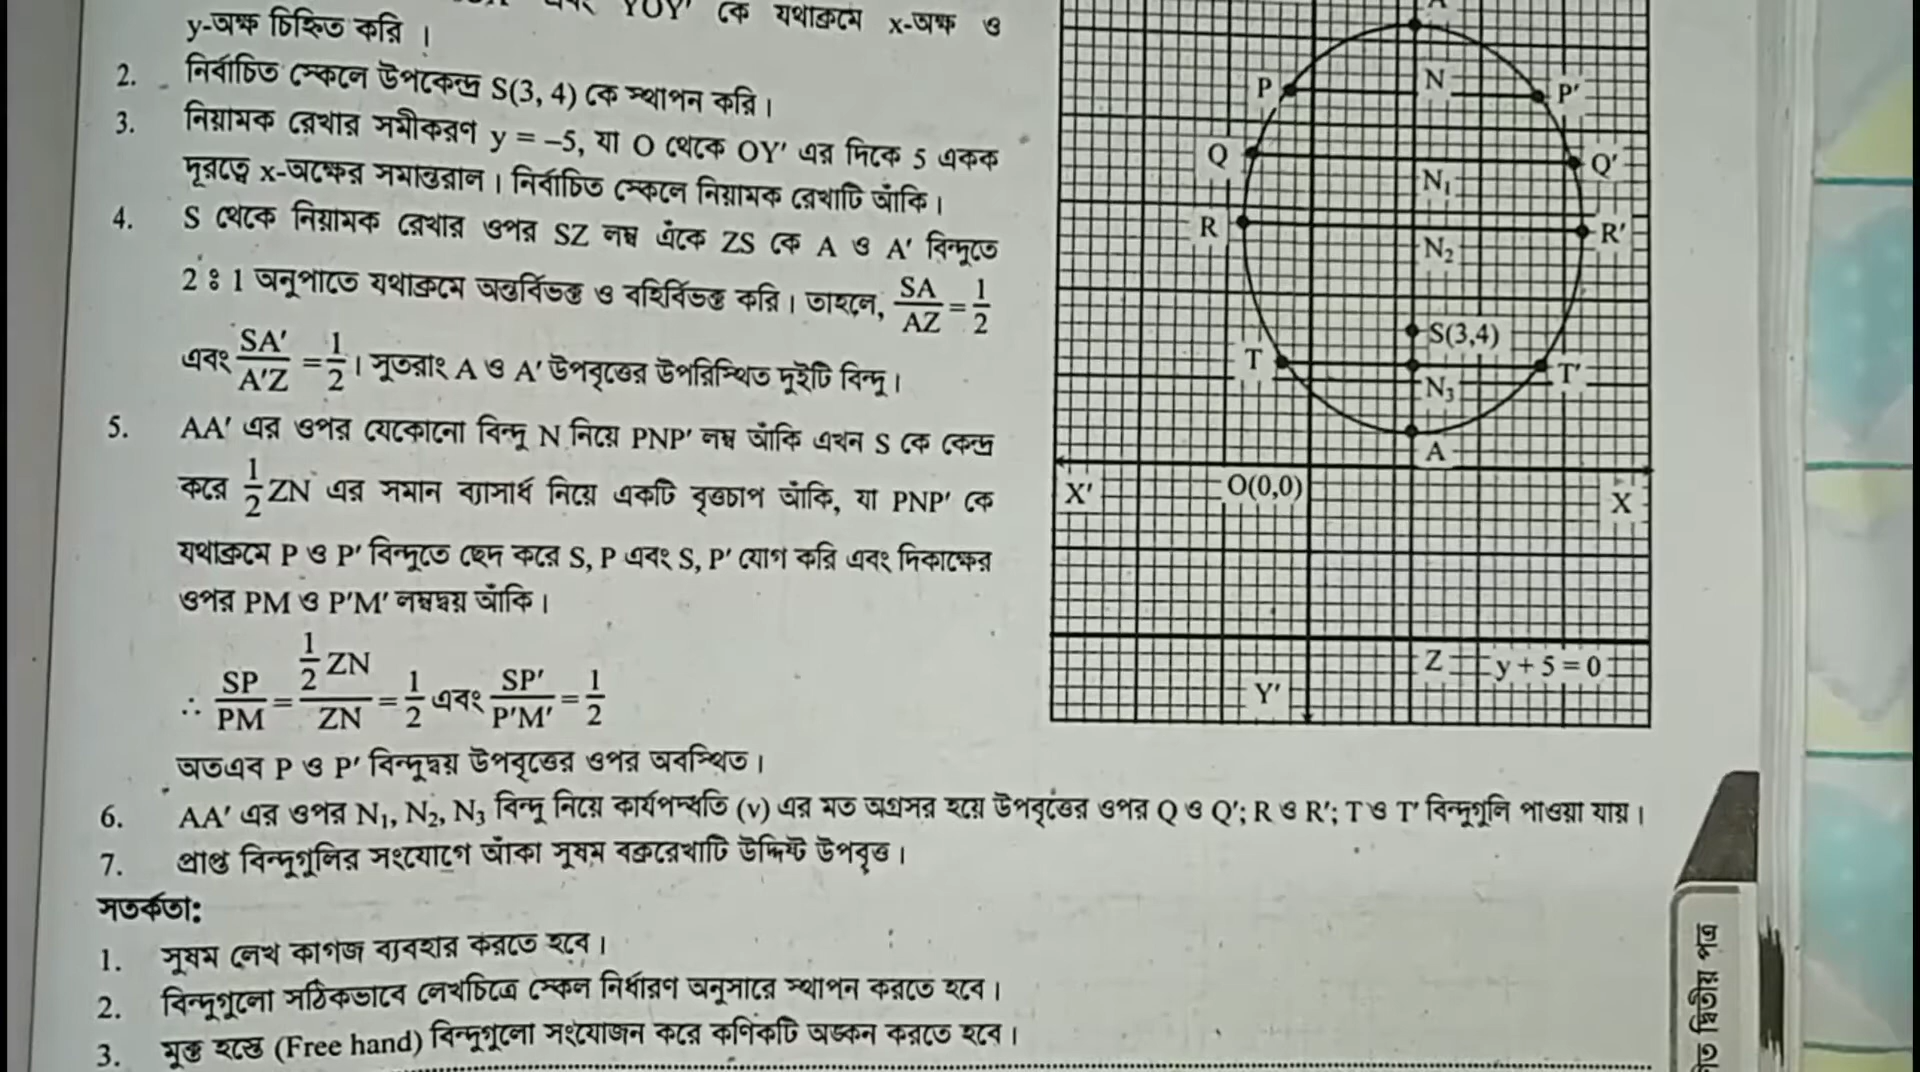 YOY′ কে যথাক্রমে x-অক্ষ ও
y-অক্ষ চিহ্নিত করি ।
2. নির্বাচিত স্কেলে উপকেন্দ্র S(3, 4) কে স্থাপন করি ।
3. নিয়ামক রেখার সমীকরণ y = –5, যা O থেকে OY′ এর দিকে 5 একক
দূরত্বে x-অক্ষের সমান্তরাল । নির্বাচিত স্কেলে নিয়ামক রেখাটি আঁকি ।
4. S থেকে নিয়ামক রেখার ওপর SZ লম্ব এঁকে ZS কে A ও A′ বিন্দুতে
2 ঃ 1 অনুপাতে যথাক্রমে অন্তর্বিভক্ত ও বহির্বিভক্ত করি । তাহলে, SA/AZ = 1/2
এবং SA′/A′Z = 1/2 । সুতরাং A ও A′ উপবৃত্তের উপরিস্থিত দুইটি বিন্দু ।
5. AA′ এর ওপর যেকোনো বিন্দু N নিয়ে PNP′ লম্ব আঁকি এখন S কে কেন্দ্র
করে 1/2 ZN এর সমান ব্যাসার্ধ নিয়ে একটি বৃত্তচাপ আঁকি, যা PNP′ কে
যথাক্রমে P ও P′ বিন্দুতে ছেদ করে S, P এবং S, P′ যোগ করি এবং দিকাক্ষের
ওপর PM ও P′M′ লম্বদ্বয় আঁকি ।
∴ SP/PM = 1/2 ZN/ZN = 1/2 এবং SP′/P′M′ = 1/2
অতএব P ও P′ বিন্দুদ্বয় উপবৃত্তের ওপর অবস্থিত ।
6. AA′ এর ওপর N₁, N₂, N₃ বিন্দু নিয়ে কার্যপদ্ধতি (v) এর মত অগ্রসর হয়ে উপবৃত্তের ওপর Q ও Q′; R ও R′; T ও T′ বিন্দুগুলি পাওয়া যায় ।
7. প্রাপ্ত বিন্দুগুলির সংযোগে আঁকা সুষম বক্ররেখাটি উদ্দিষ্ট উপবৃত্ত ।
সতর্কতা:
1. সুষম লেখ কাগজ ব্যবহার করতে হবে ।
2. বিন্দুগুলো সঠিকভাবে লেখচিত্রে স্কেল নির্ধারণ অনুসারে স্থাপন করতে হবে ।
3. মুক্ত হস্তে (Free hand) বিন্দুগুলো সংযোজন করে কণিকটি অঙ্কন করতে হবে ।
P
N
P′
Q
N₁
Q′
R
N₂
R′
S(3,4)
T
N₃
T′
A
X′
O(0,0)
X
Z
y + 5 = 0
Y′
দ্বিতীয় পত্র